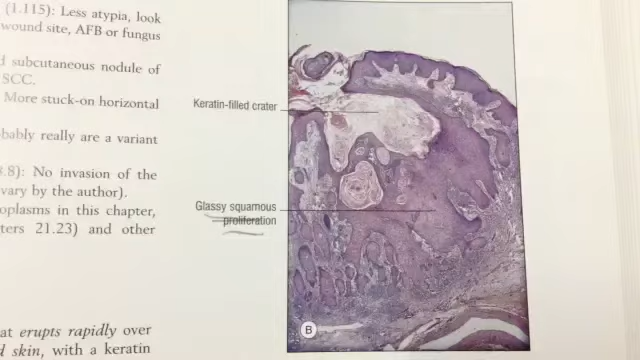 (1.115): Less atypia, look
wound site, AFB or fungus
d subcutaneous nodule of
SCC.
More stuck-on horizontal
bably really are a variant
.8): No invasion of the
vary by the author).
oplasms in this chapter,
ters 21.23) and other
at erupts rapidly over
d skin, with a keratin
Keratin-filled crater
Glassy squamous
proliferation
B